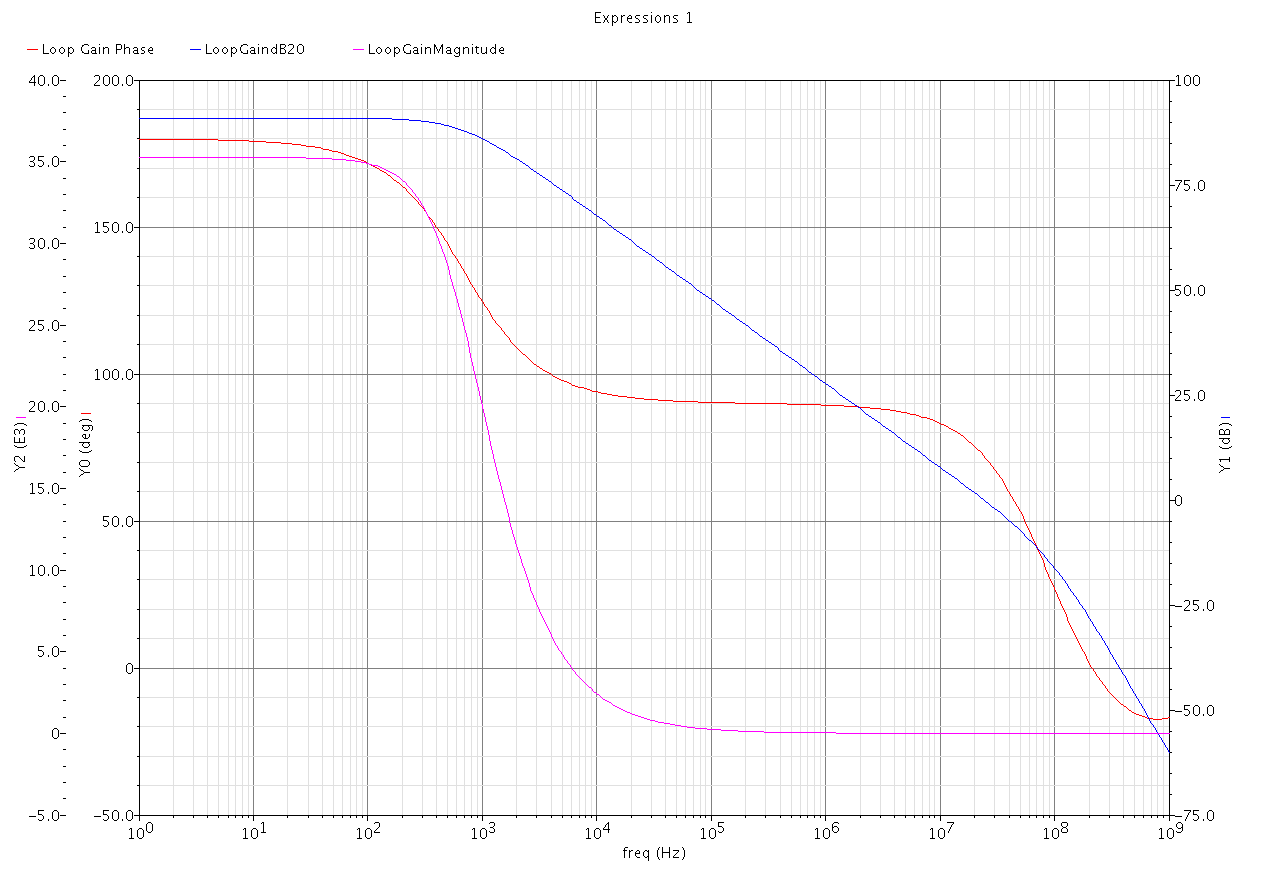 Expressions 1
Loop Gain Phase LoopGaindB20 LoopGainMagnitude
40.0 200.0 100
35.0
75.0
150.0
30.0
50.0
25.0
100.0
25.0
20.0
Y2 (E3) Y0 (deg) Y1 (dB)
15.0
0
50.0
10.0
-25.0
5.0
0
-50.0
0
-5.0 -50.0 -75.0
10^0 10^1 10^2 10^3 10^4 10^5 10^6 10^7 10^8 10^9
freq (Hz)